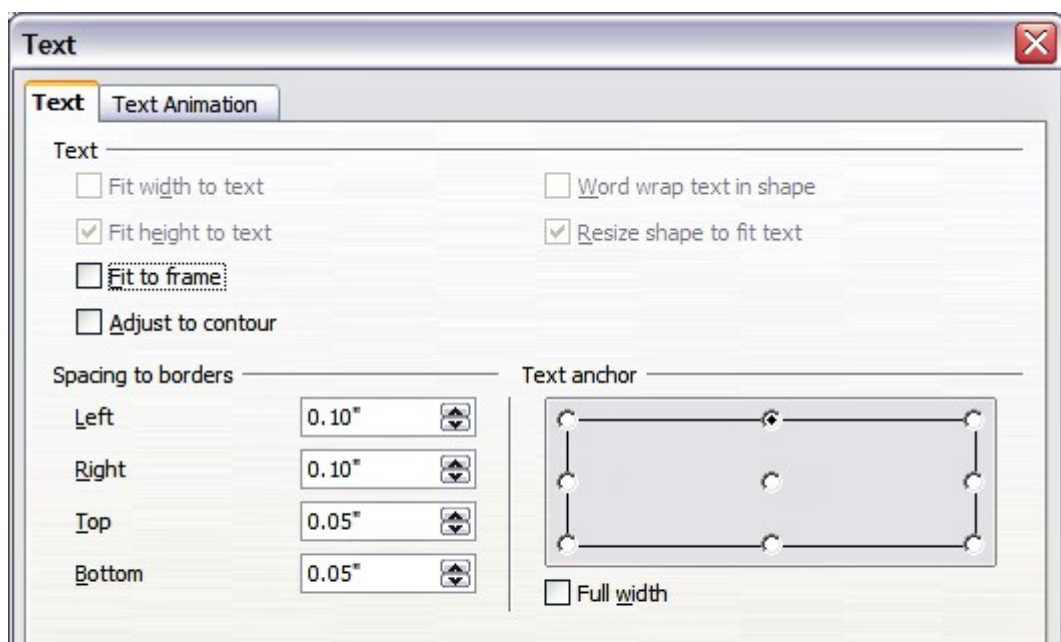 Text
Text Text Animation
Text
Fit width to text Word wrap text in shape
Fit height to text Resize shape to fit text
Fit to frame
Adjust to contour
Spacing to borders Text anchor
Left 0.10"
Right 0.10"
Top 0.05"
Bottom 0.05"
Full width